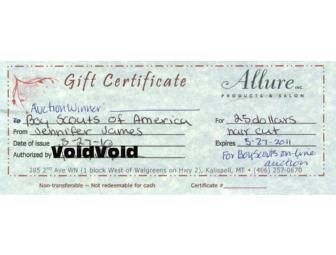 Gift Certificate
Allure INC.
PRODUCTS & SALON
Auction Winner
To Boy Scouts of America
For 25 dollars
From Jennifer James
hair cut
Date of issue 5-27-10
Expires 5-27-2011
Authorized by VoidVoid
For Boy Scouts on-line auction
285 2nd Ave WN (1 block West of Walgreens on Hwy 2), Kalispell, MT • (406) 257-0670
Non-transferable — Not redeemable for cash
Certificate #